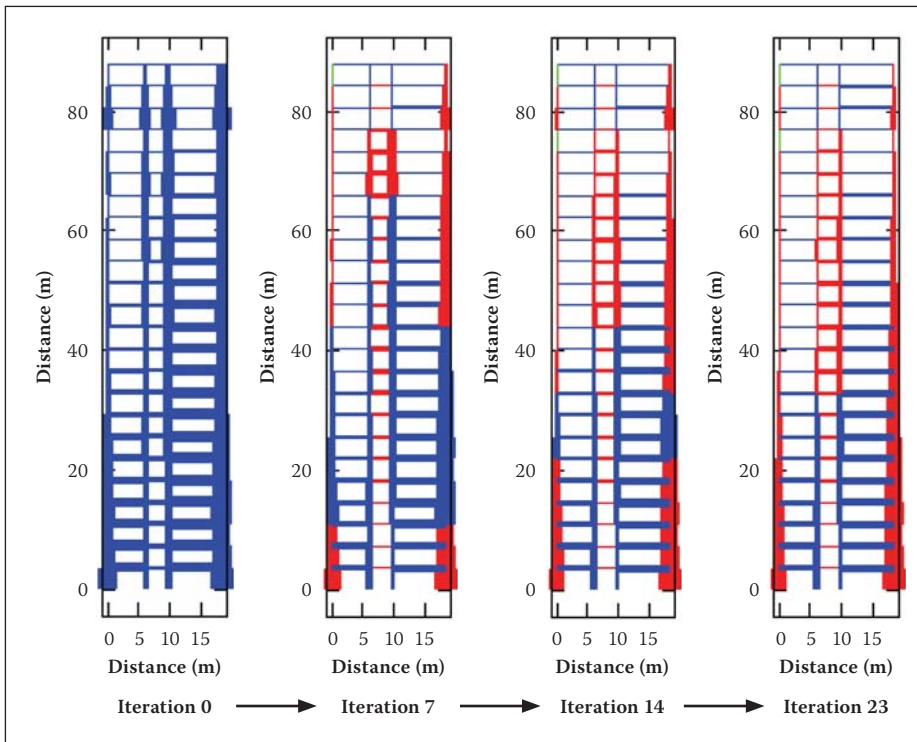 80
60
40
20
0
Distance (m)
0 5 10 15
Distance (m)
Iteration 0
80
60
40
20
0
Distance (m)
0 5 10 15
Distance (m)
Iteration 7
80
60
40
20
0
Distance (m)
0 5 10 15
Distance (m)
Iteration 14
80
60
40
20
0
Distance (m)
0 5 10 15
Distance (m)
Iteration 23